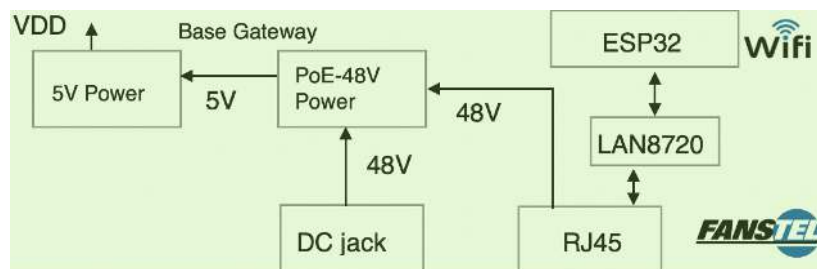 VDD
Base Gateway
ESP32
Wifi
5V Power
5V
PoE-48V
Power
48V
LAN8720
48V
DC jack
RJ45
FANSTEL